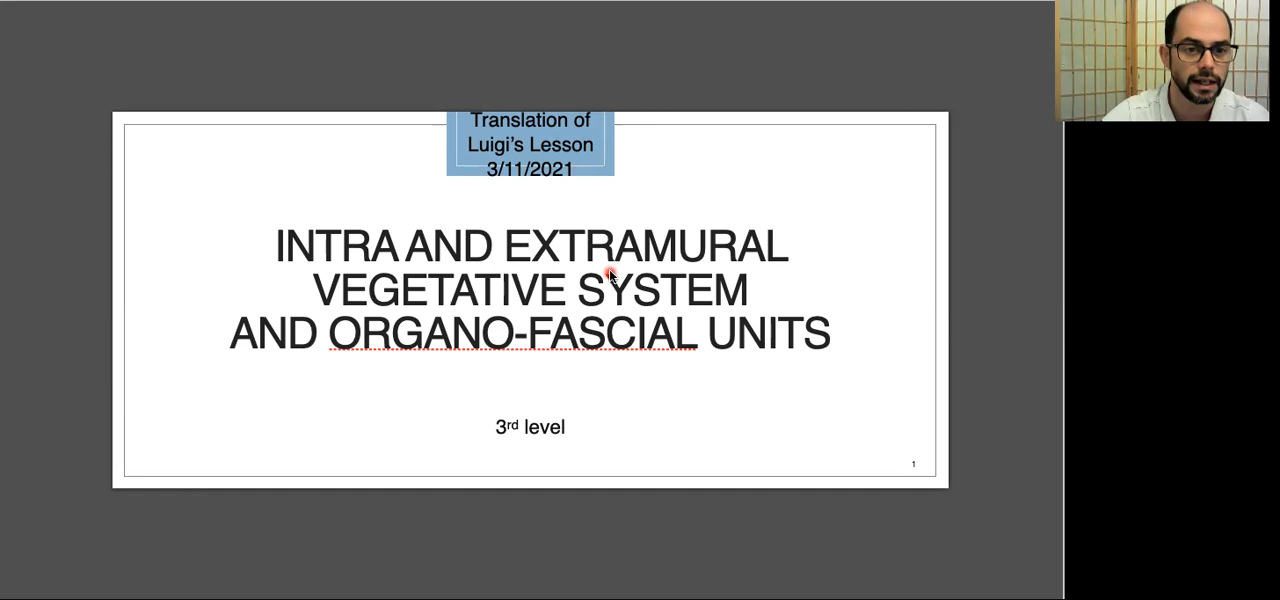 Translation of
Luigi's Lesson
3/11/2021
INTRA AND EXTRAMURAL
VEGETATIVE SYSTEM
AND ORGANO-FASCIAL UNITS
3rd level
1